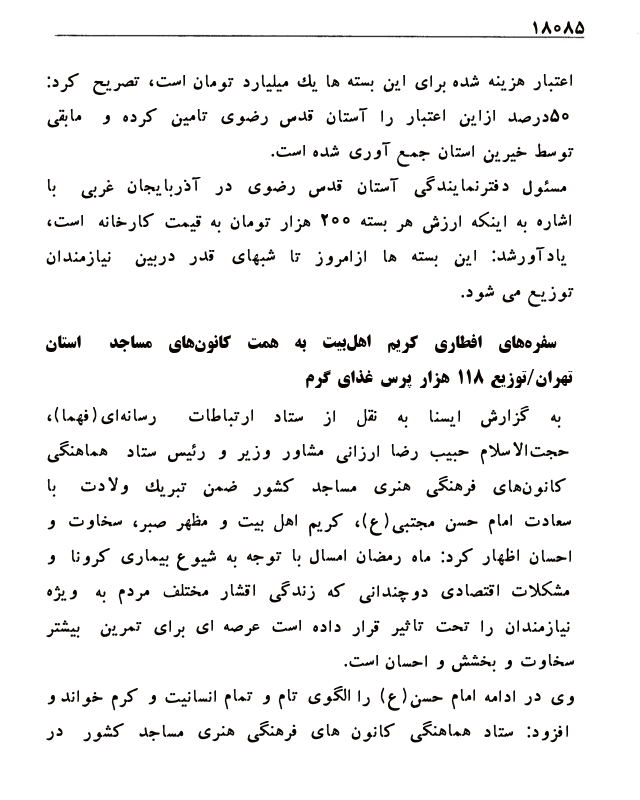 ۱۸۰۸۵
اعتبار هزینه شده برای این بسته ها یك میلیارد تومان است، تصریح کرد:
۵۰درصد ازاین اعتبار را آستان قدس رضوی تامین کرده و مابقی
توسط خیرین استان جمع آوری شده است.
مسئول دفترنمایندگی آستان قدس رضوی در آذربایجان غربی با
اشاره به اینکه ارزش هر بسته ۲۰۰ هزار تومان به قیمت کارخانه است،
یادآورشد: این بسته ها ازامروز تا شبهای قدر دربین نیازمندان
توزیع می شود.
سفره‌های افطاری کریم اهل‌بیت به همت کانون‌های مساجد استان
تهران/توزیع ۱۱۸ هزار پرس غذای گرم
به گزارش ایسنا به نقل از ستاد ارتباطات رسانه‌ای(فهما)،
حجت‌الاسلام حبیب رضا ارزانی مشاور وزیر و رئیس ستاد هماهنگی
کانون‌های فرهنگی هنری مساجد کشور ضمن تبریك ولادت با
سعادت امام حسن مجتبی(ع)، کریم اهل بیت و مظهر صبر، سخاوت و
احسان اظهار کرد: ماه رمضان امسال با توجه به شیوع بیماری کرونا و
مشکلات اقتصادی دوچندانی که زندگی اقشار مختلف مردم به ویژه
نیازمندان را تحت تاثیر قرار داده است عرصه ای برای تمرین بیشتر
سخاوت و بخشش و احسان است.
وی در ادامه امام حسن(ع) را الگوی تام و تمام انسانیت و کرم خواند و
افزود: ستاد هماهنگی کانون های فرهنگی هنری مساجد کشور در